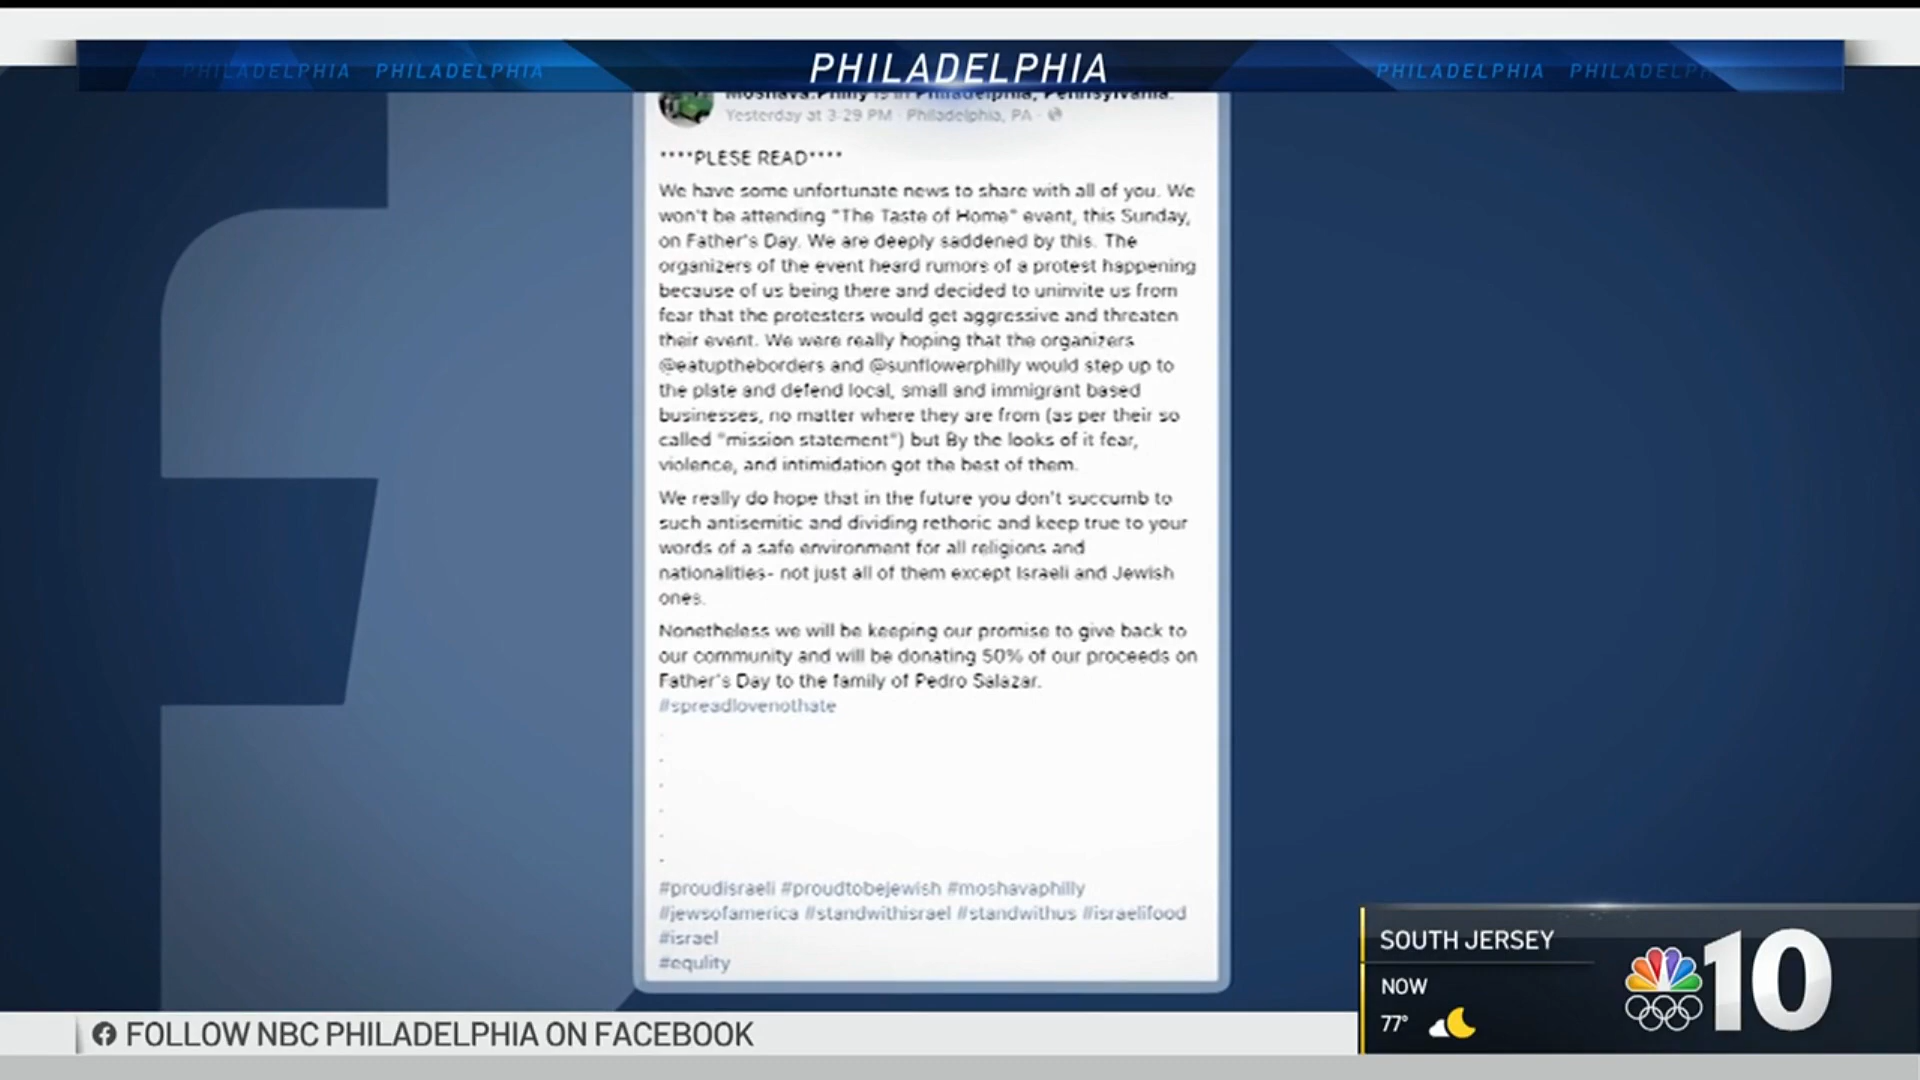 PHILADELPHIA PHILADELPHIA PHILADELPHIA PHILADELPHIA
Moshava.Philly is in Philadelphia, Pennsylvania.
Yesterday at 3:29 PM · Philadelphia, PA ·
****PLESE READ****
We have some unfortunate news to share with all of you. We
won't be attending "The Taste of Home" event, this Sunday,
on Father's Day. We are deeply saddened by this. The
organizers of the event heard rumors of a protest happening
because of us being there and decided to uninvite us from
fear that the protesters would get aggressive and threaten
their event. We were really hoping that the organizers
@eatuptheborders and @sunflowerphilly would step up to
the plate and defend local, small and immigrant based
businesses, no matter where they are from (as per their so
called "mission statement") but By the looks of it fear,
violence, and intimidation got the best of them.
We really do hope that in the future you don't succumb to
such antisemitic and dividing rethoric and keep true to your
words of a safe environment for all religions and
nationalities- not just all of them except Israeli and Jewish
ones.
Nonetheless we will be keeping our promise to give back to
our community and will be donating 50% of our proceeds on
Father's Day to the family of Pedro Salazar.
#spreadlovenothate
.
.
.
.
.
.
#proudisraeli #proudtobejewish #moshavaphilly
#jewsofamerica #standwithisrael #standwithus #israelifood
#israel
#equlity
SOUTH JERSEY
NOW
77°
10
FOLLOW NBC PHILADELPHIA ON FACEBOOK